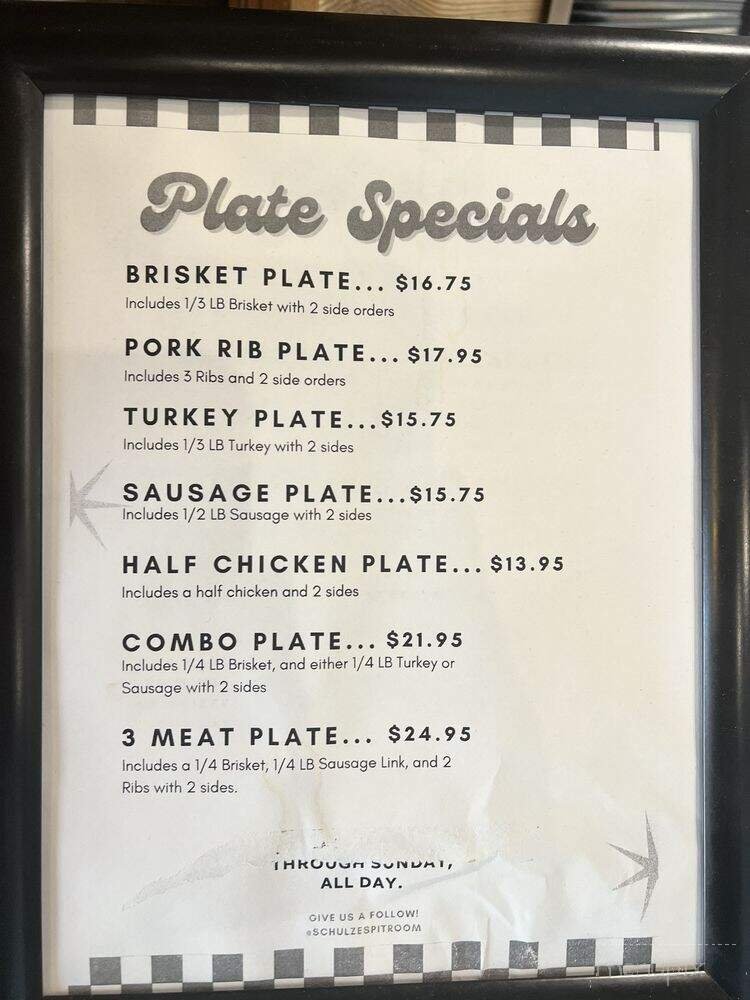 Plate Specials
BRISKET PLATE... $16.75
Includes 1/3 LB Brisket with 2 side orders
PORK RIB PLATE... $17.95
Includes 3 Ribs and 2 side orders
TURKEY PLATE...$15.75
Includes 1/3 LB Turkey with 2 sides
SAUSAGE PLATE...$15.75
Includes 1/2 LB Sausage with 2 sides
HALF CHICKEN PLATE... $13.95
Includes a half chicken and 2 sides
COMBO PLATE... $21.95
Includes 1/4 LB Brisket, and either 1/4 LB Turkey or
Sausage with 2 sides
3 MEAT PLATE... $24.95
Includes a 1/4 Brisket, 1/4 LB Sausage Link, and 2
Ribs with 2 sides.
THROUGH SUNDAY,
ALL DAY.
GIVE US A FOLLOW!
@SCHULZESPITROOM